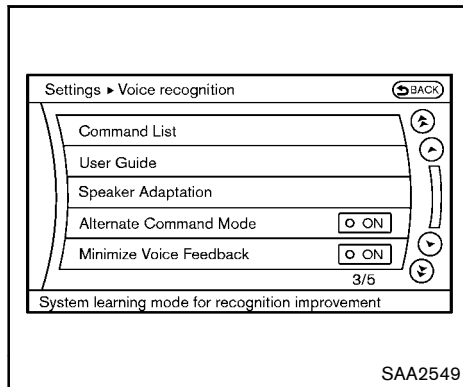 Settings ▸ Voice recognition BACK
Command List
User Guide
Speaker Adaptation
Alternate Command Mode ON
Minimize Voice Feedback ON
3/5
System learning mode for recognition improvement
SAA2549